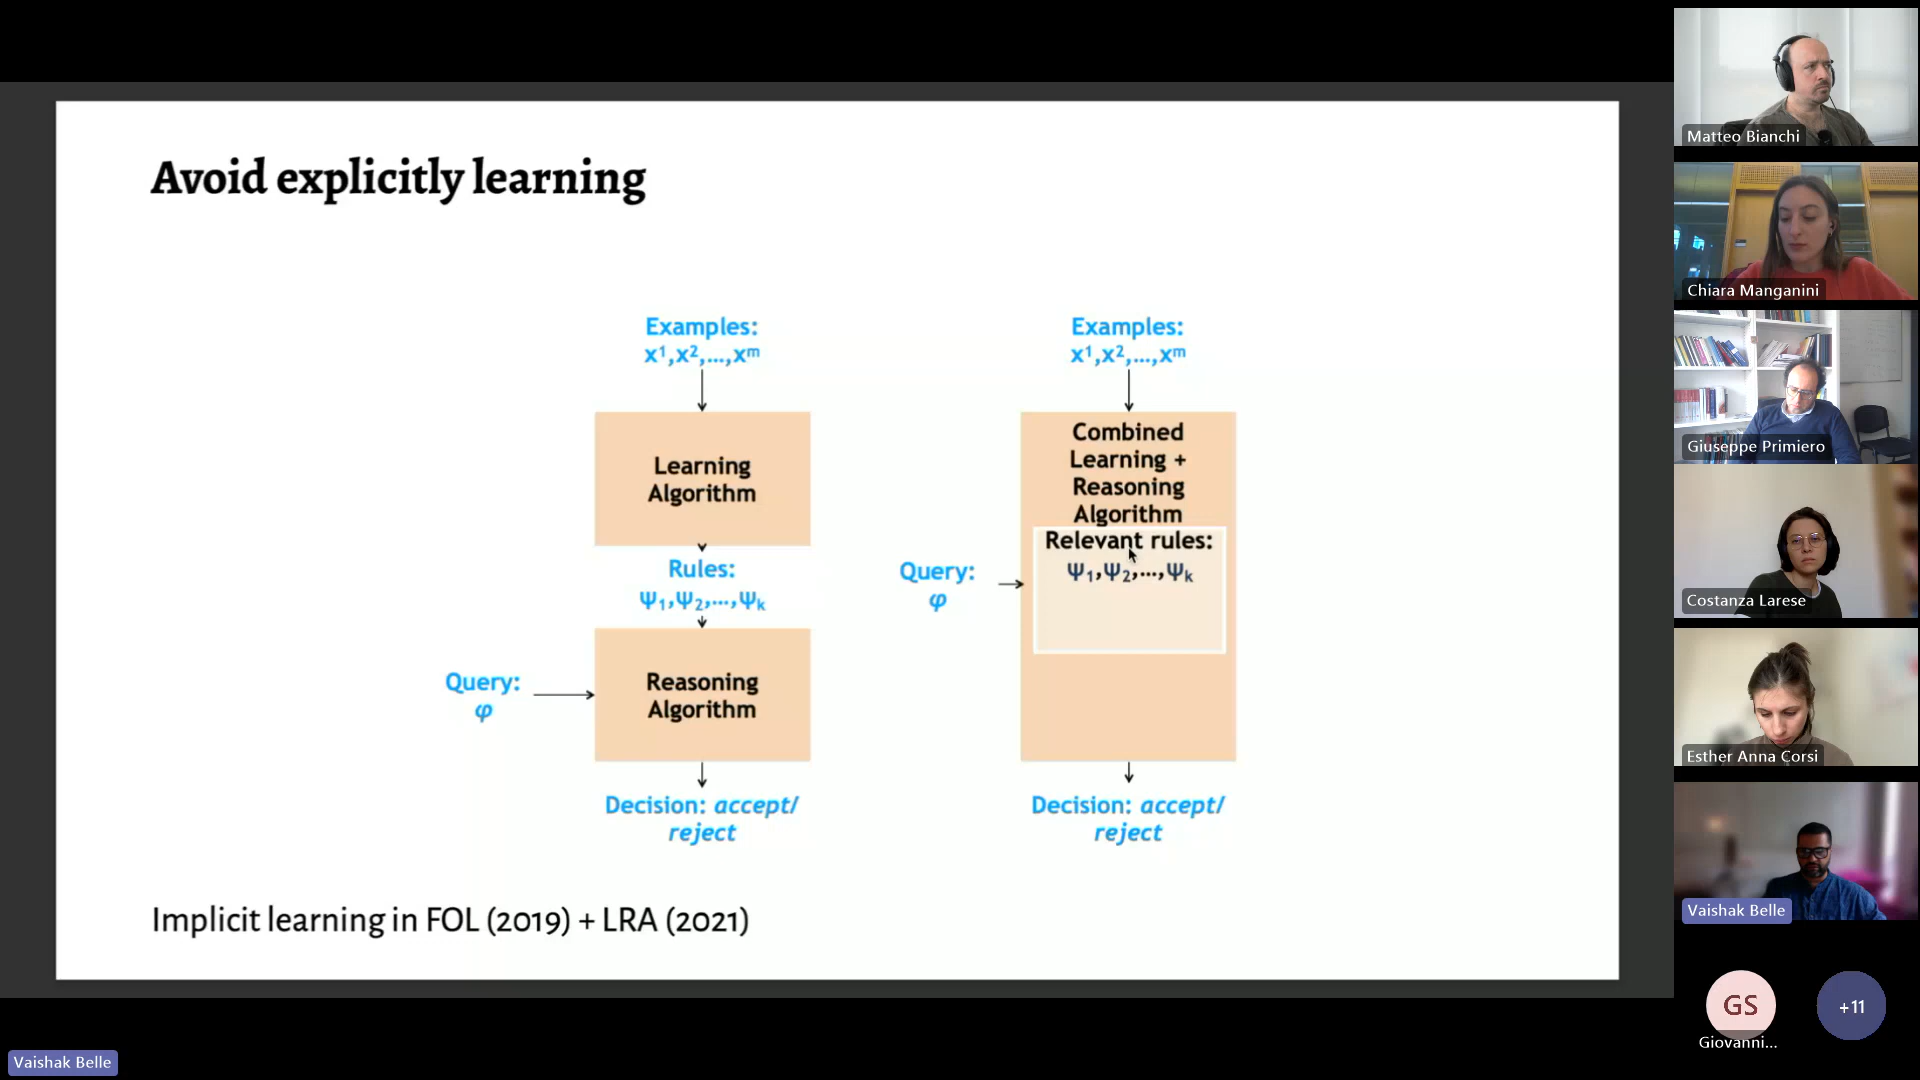 Avoid explicitly learning
Examples:
x¹,x²,...,xᵐ
Learning
Algorithm
Rules:
Ψ₁,Ψ₂,...,Ψₖ
Query:
φ
Reasoning
Algorithm
Decision: accept/
reject
Examples:
x¹,x²,...,xᵐ
Combined
Learning +
Reasoning
Algorithm
Relevant rules:
Ψ₁,Ψ₂,...,Ψₖ
Query:
φ
Decision: accept/
reject
Implicit learning in FOL (2019) + LRA (2021)
Matteo Bianchi
Chiara Manganini
Giuseppe Primiero
Costanza Larese
Esther Anna Corsi
Vaishak Belle
GS
Giovanni...
+11
Vaishak Belle